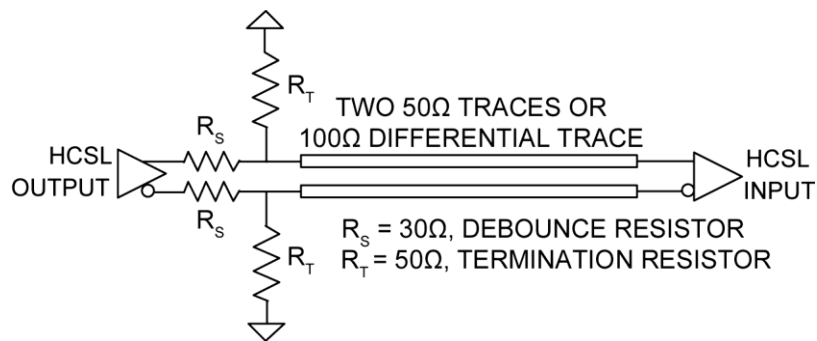 R_T
TWO 50Ω TRACES OR
100Ω DIFFERENTIAL TRACE
R_S
HCSL
OUTPUT
HCSL
INPUT
R_S
R_T
R_S = 30Ω, DEBOUNCE RESISTOR
R_T = 50Ω, TERMINATION RESISTOR